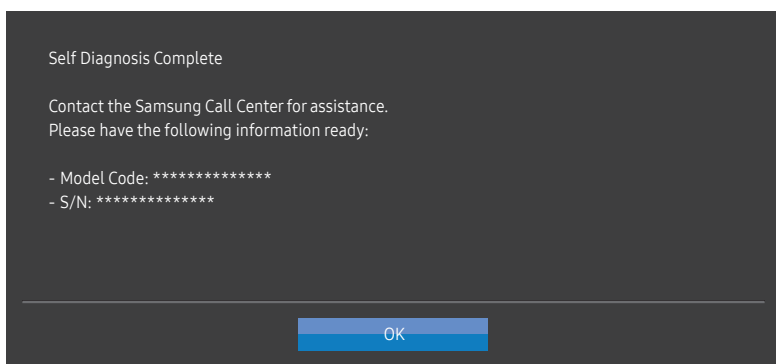 Self Diagnosis Complete
Contact the Samsung Call Center for assistance.
Please have the following information ready:
- Model Code: **************
- S/N: **************
OK